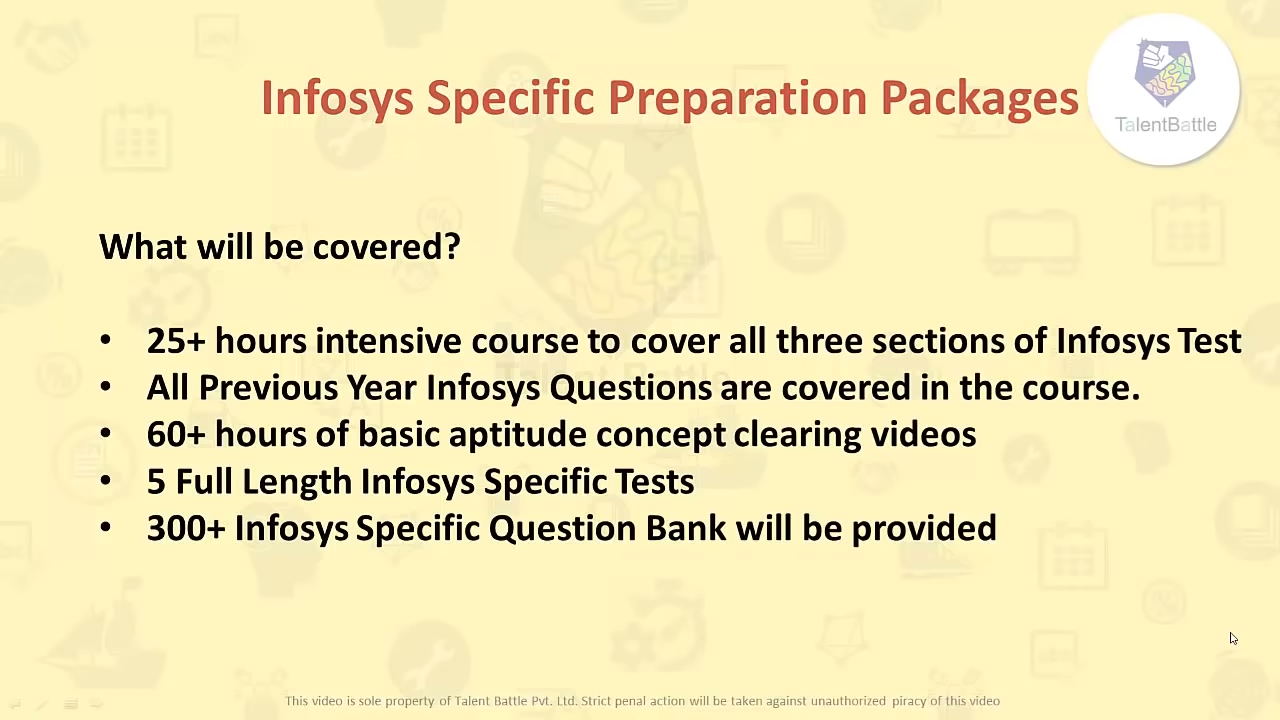 Infosys Specific Preparation Packages
TalentBattle
What will be covered?
• 25+ hours intensive course to cover all three sections of Infosys Test
• All Previous Year Infosys Questions are covered in the course.
• 60+ hours of basic aptitude concept clearing videos
• 5 Full Length Infosys Specific Tests
• 300+ Infosys Specific Question Bank will be provided
This video is sole property of Talent Battle Pvt. Ltd. Strict penal action will be taken against unauthorized piracy of this video